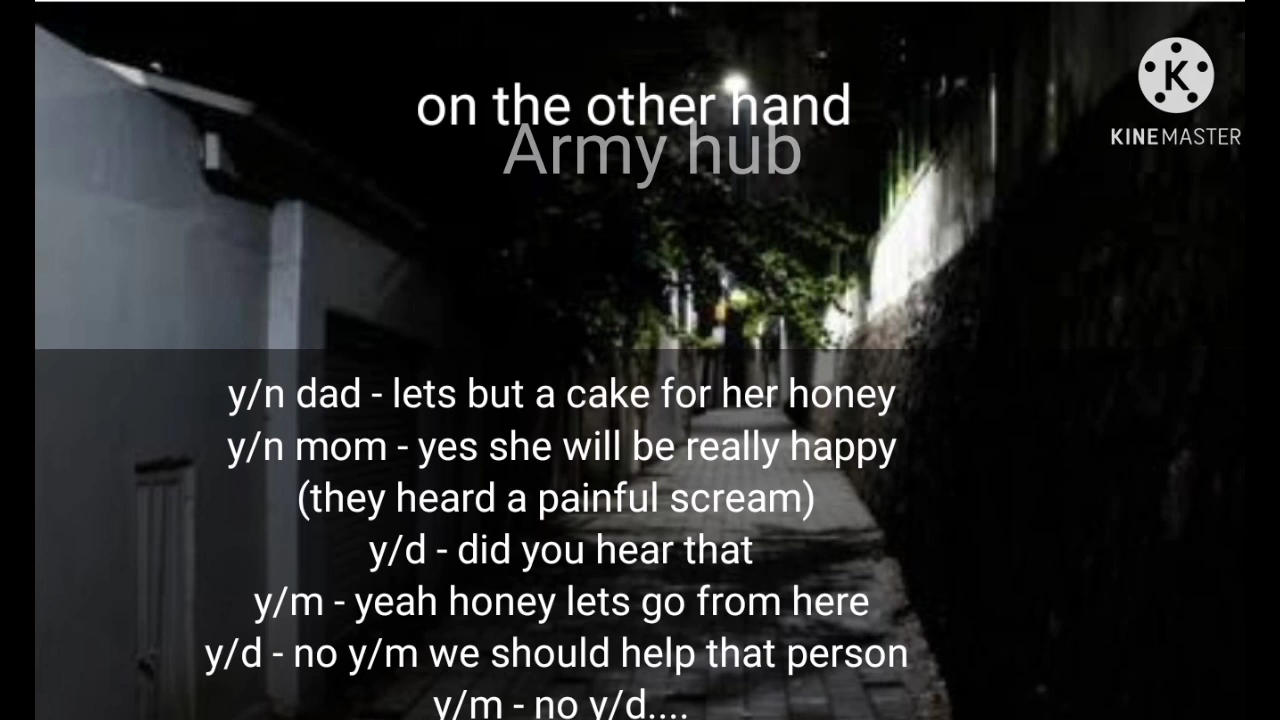 on the other hand
Army hub
KINEMASTER
y/n dad - lets but a cake for her honey
y/n mom - yes she will be really happy
(they heard a painful scream)
y/d - did you hear that
y/m - yeah honey lets go from here
y/d - no y/m we should help that person
y/m - no y/d....